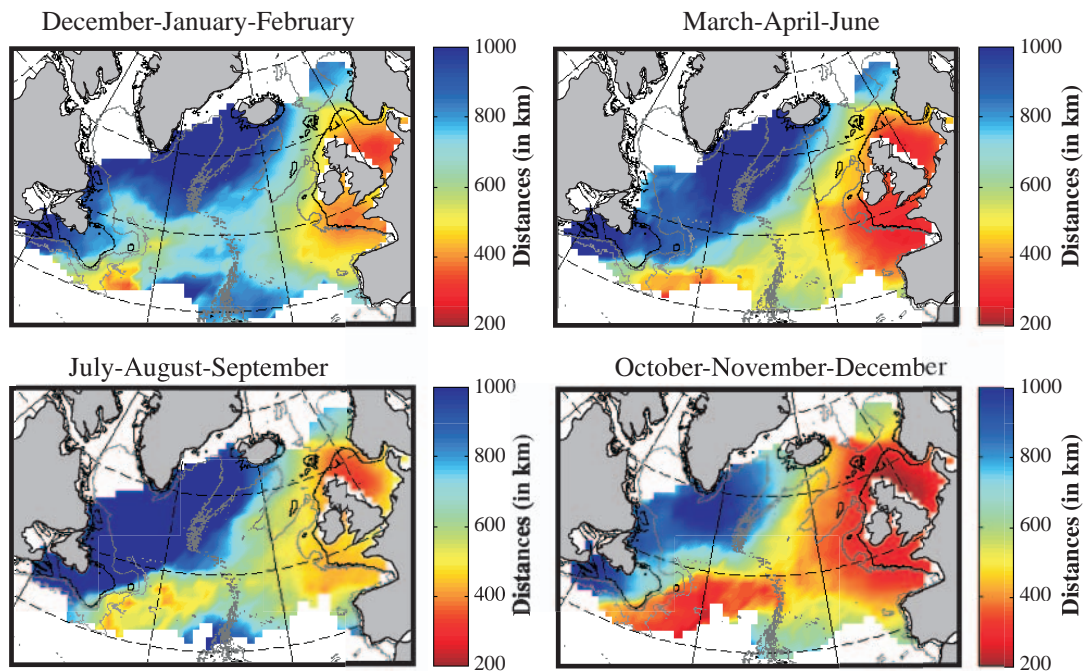 December-January-February
March-April-June
1000
800
600
400
200
Distances (in km)
1000
800
600
400
200
Distances (in km)
July-August-September
October-November-December
1000
800
600
400
200
Distances (in km)
1000
800
600
400
200
Distances (in km)